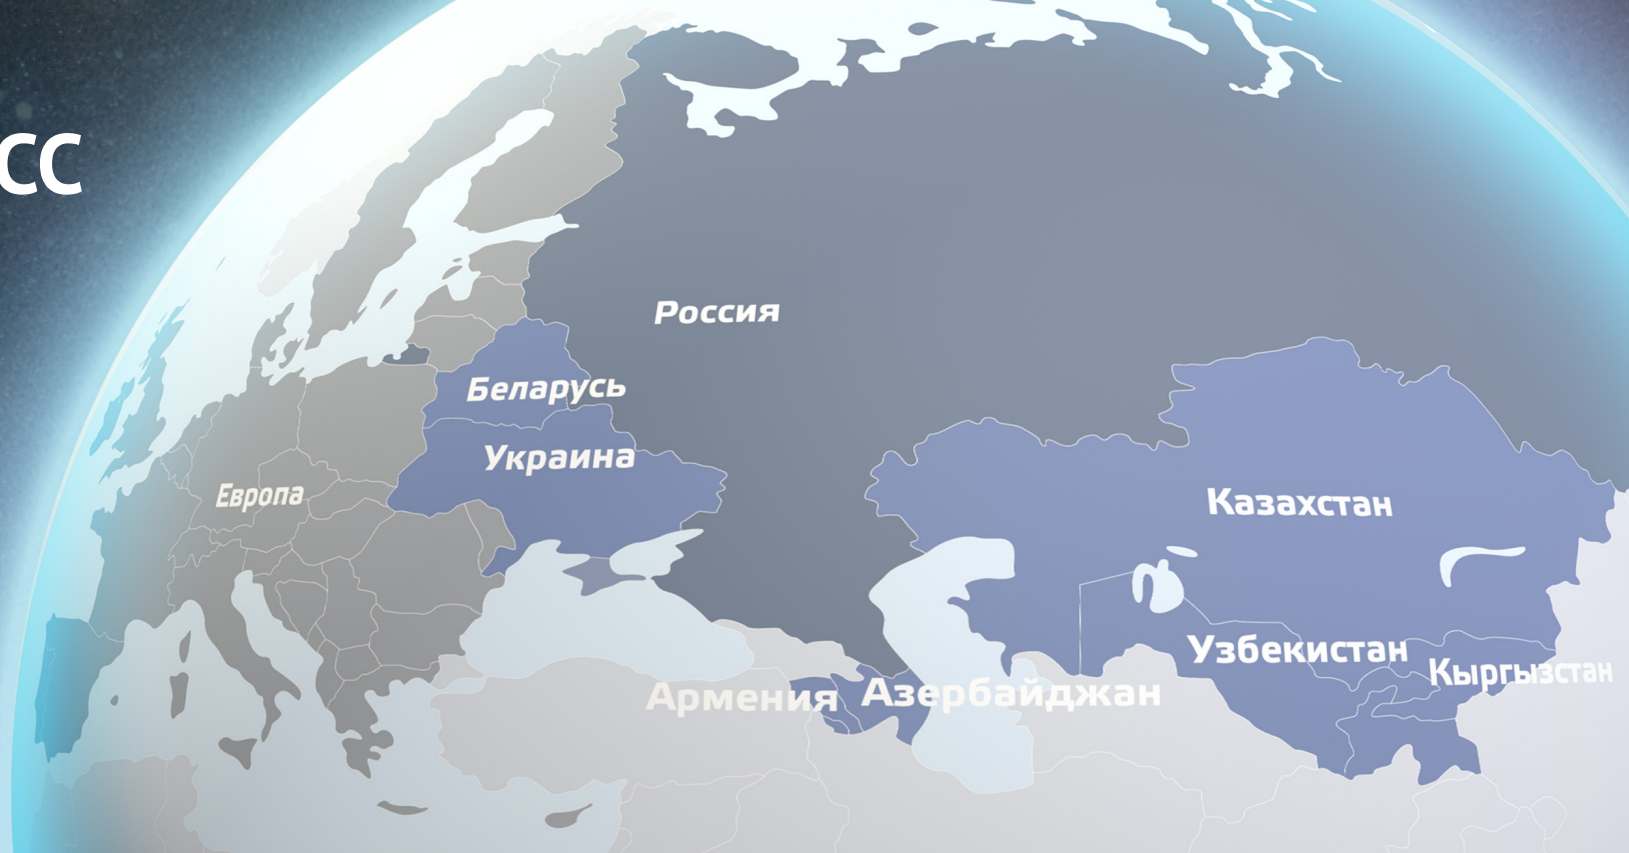 СС
Россия
Беларусь
Украина
Европа
Казахстан
Узбекистан
Кыргызстан
Армения
Азербайджан